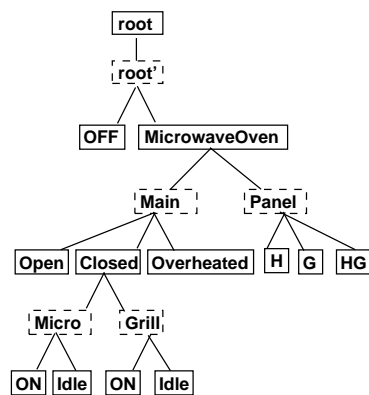 root
root'
OFF MicrowaveOven
Main Panel
Open Closed Overheated H G HG
Micro Grill
ON Idle ON Idle